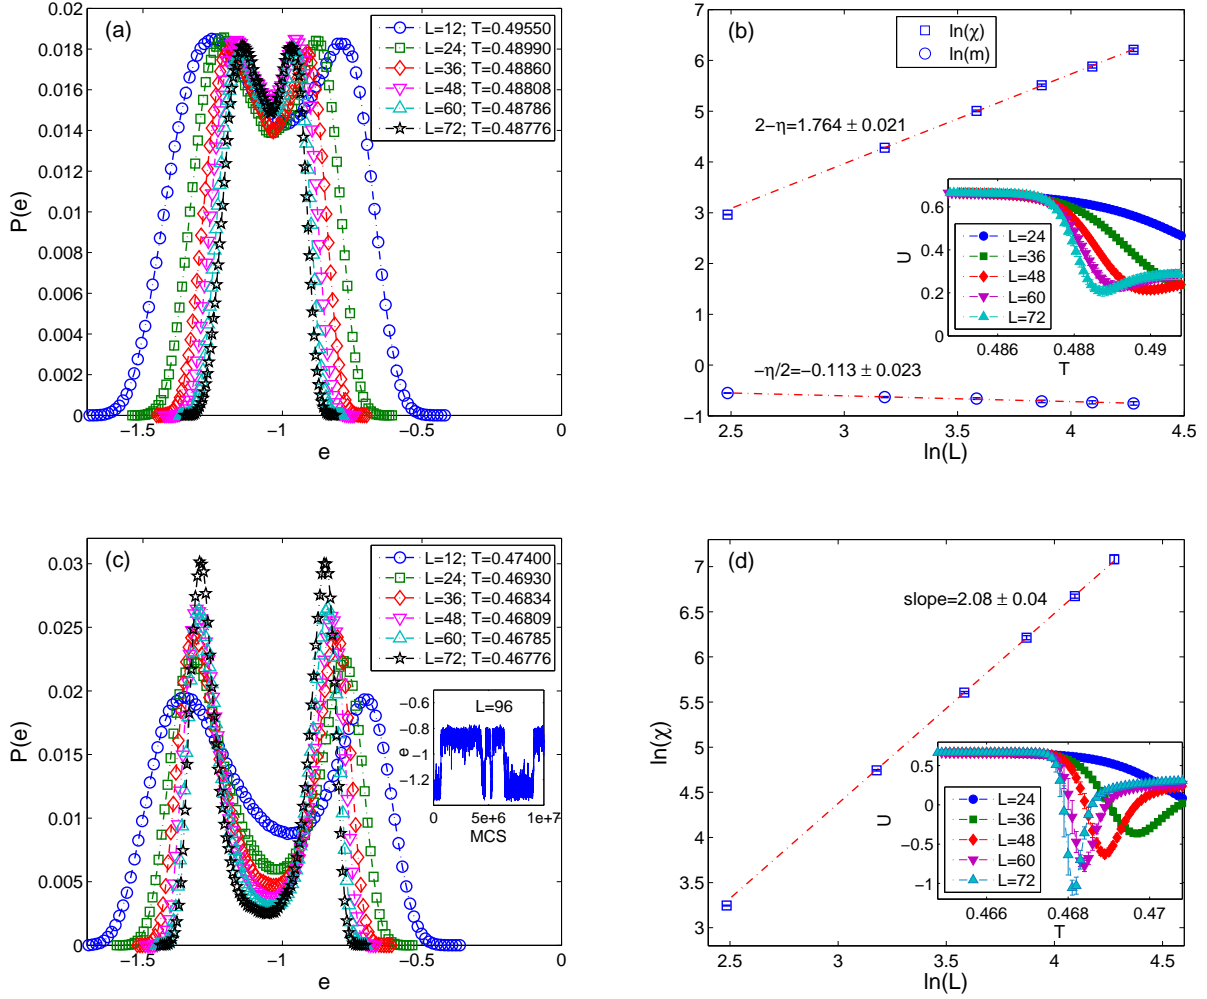 (a)
L=12; T=0.49550
L=24; T=0.48990
L=36; T=0.48860
L=48; T=0.48808
L=60; T=0.48786
L=72; T=0.48776
0.02
0.018
0.016
0.014
0.012
0.01
0.008
0.006
0.004
0.002
0
P(e)
−1.5
−1
−0.5
0
e
(b)
ln(χ)
ln(m)
7
6
5
4
3
2
1
0
−1
2−η=1.764 ± 0.021
−η/2=−0.113 ± 0.023
2.5
3
3.5
4
4.5
ln(L)
0.6
0.4
0.2
0
U
L=24
L=36
L=48
L=60
L=72
0.486
0.488
0.49
T
(c)
L=12; T=0.47400
L=24; T=0.46930
L=36; T=0.46834
L=48; T=0.46809
L=60; T=0.46785
L=72; T=0.46776
0.03
0.025
0.02
0.015
0.01
0.005
0
P(e)
−1.5
−1
−0.5
0
e
L=96
−0.6
−0.8
−1
−1.2
e
0
5e+6
1e+7
MCS
(d)
slope=2.08 ± 0.04
7
6.5
6
5.5
5
4.5
4
3.5
3
ln(χ)
2.5
3
3.5
4
4.5
ln(L)
0.5
0
−0.5
−1
U
L=24
L=36
L=48
L=60
L=72
0.466
0.468
0.47
T